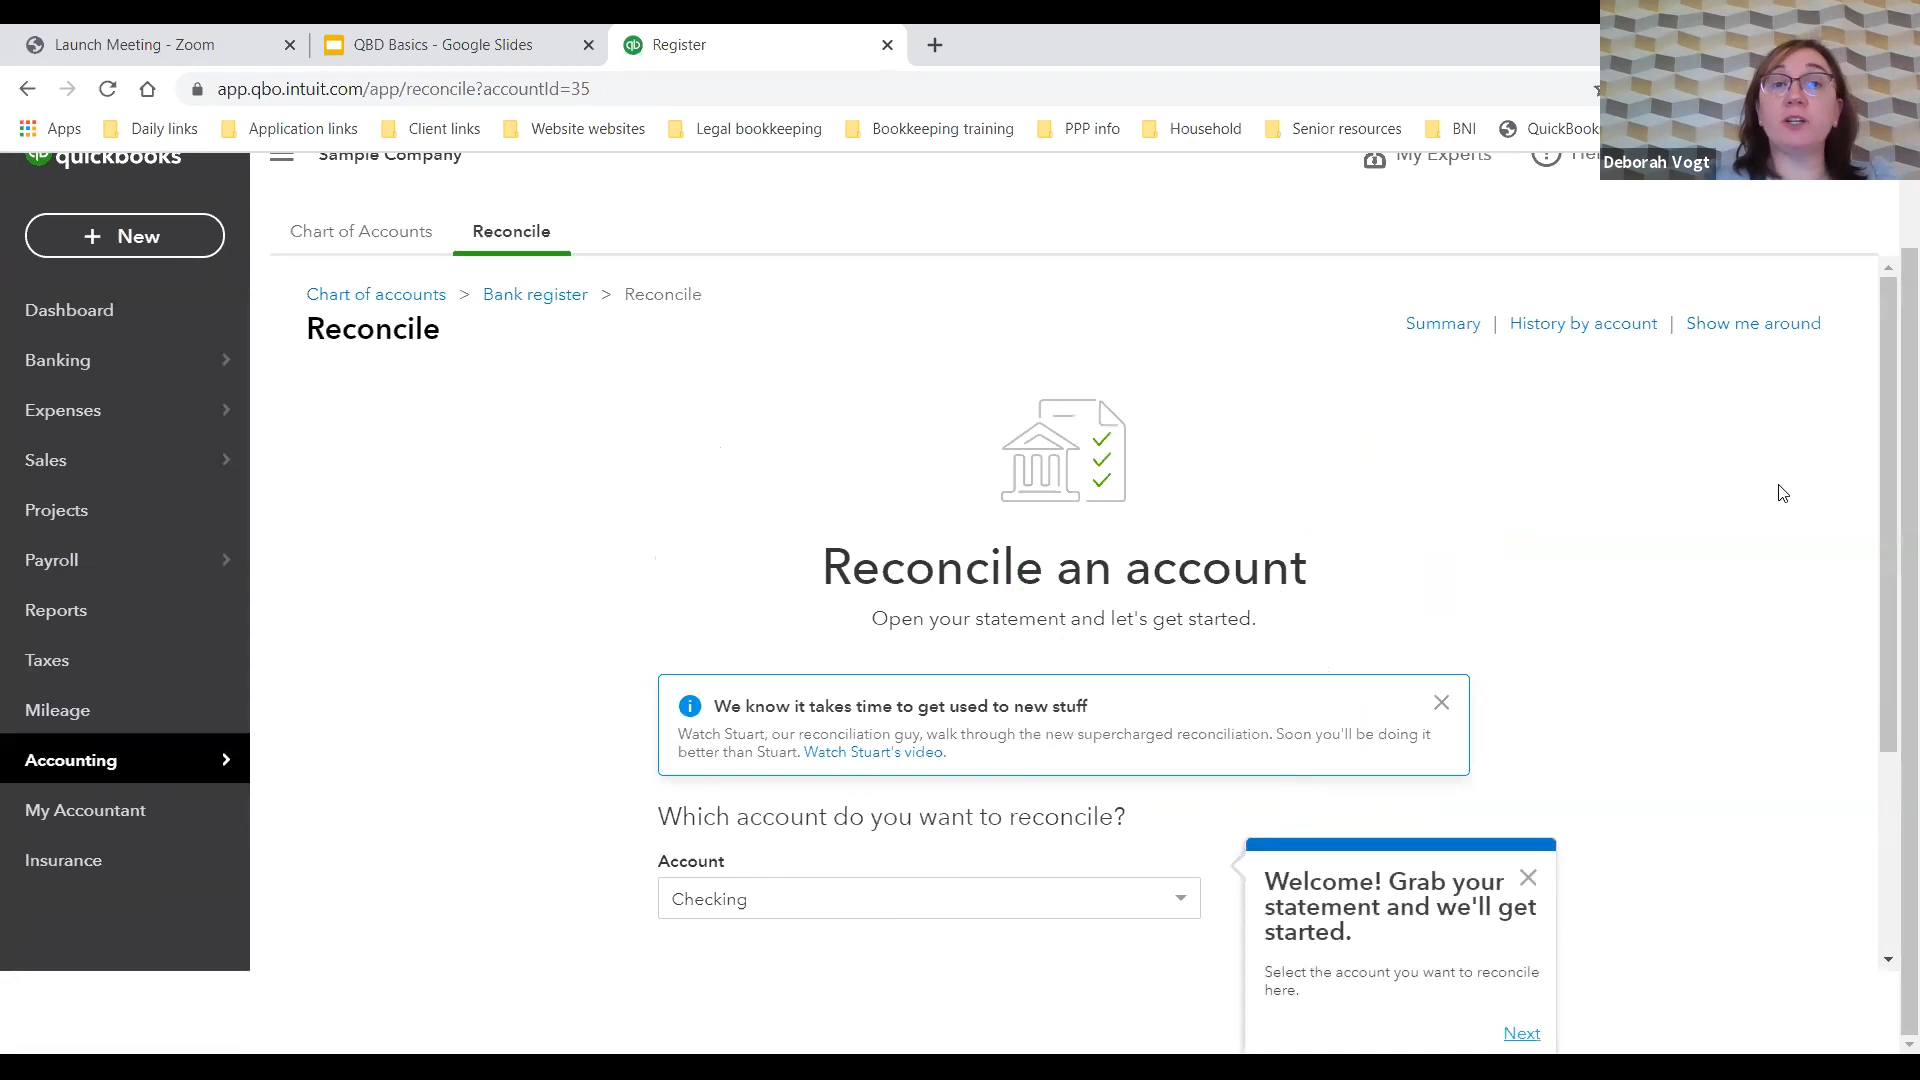 Launch Meeting - Zoom
QBD Basics - Google Slides
qb Register
app.qbo.intuit.com/app/reconcile?accountId=35
Apps
Daily links
Application links
Client links
Website websites
Legal bookkeeping
Bookkeeping training
PPP info
Household
Senior resources
BNI
QuickBook
Deborah Vogt
quickbooks
Sample Company
My Experts
+ New
Dashboard
Banking
Expenses
Sales
Projects
Payroll
Reports
Taxes
Mileage
Accounting
My Accountant
Insurance
Chart of Accounts
Reconcile
Chart of accounts > Bank register > Reconcile
Reconcile
Summary | History by account | Show me around
Reconcile an account
Open your statement and let's get started.
We know it takes time to get used to new stuff
Watch Stuart, our reconciliation guy, walk through the new supercharged reconciliation. Soon you'll be doing it
better than Stuart. Watch Stuart's video.
Which account do you want to reconcile?
Account
Checking
Welcome! Grab your
statement and we'll get
started.
Select the account you want to reconcile
here.
Next